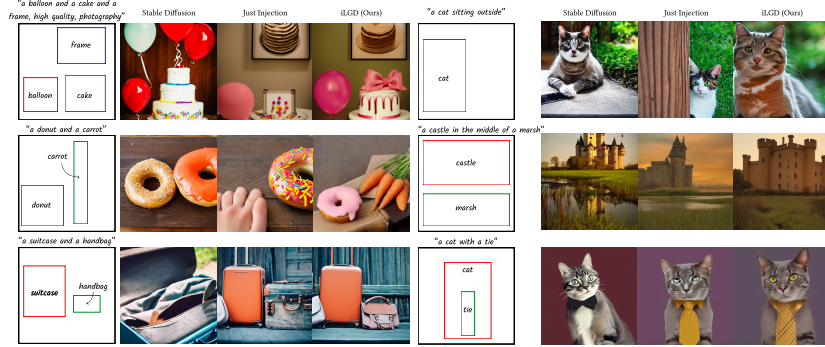 "a balloon and a cake and a
frame, high quality, photography"
Stable Diffusion
Just Injection
iLGD (Ours)
frame
balloon
cake
"a donut and a carrot"
carrot
donut
"a suitcase and a handbag"
suitcase
handbag
"a cat sitting outside"
Stable Diffusion
Just Injection
iLGD (Ours)
cat
"a castle in the middle of a marsh"
castle
marsh
"a cat with a tie"
cat
tie